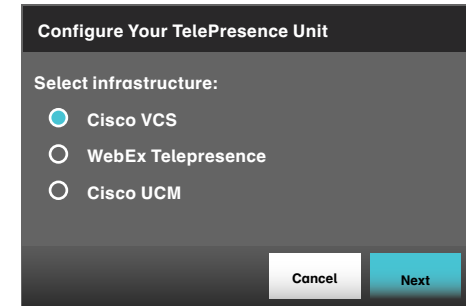 Configure Your TelePresence Unit
Select infrastructure:
Cisco VCS
WebEx Telepresence
Cisco UCM
Cancel Next